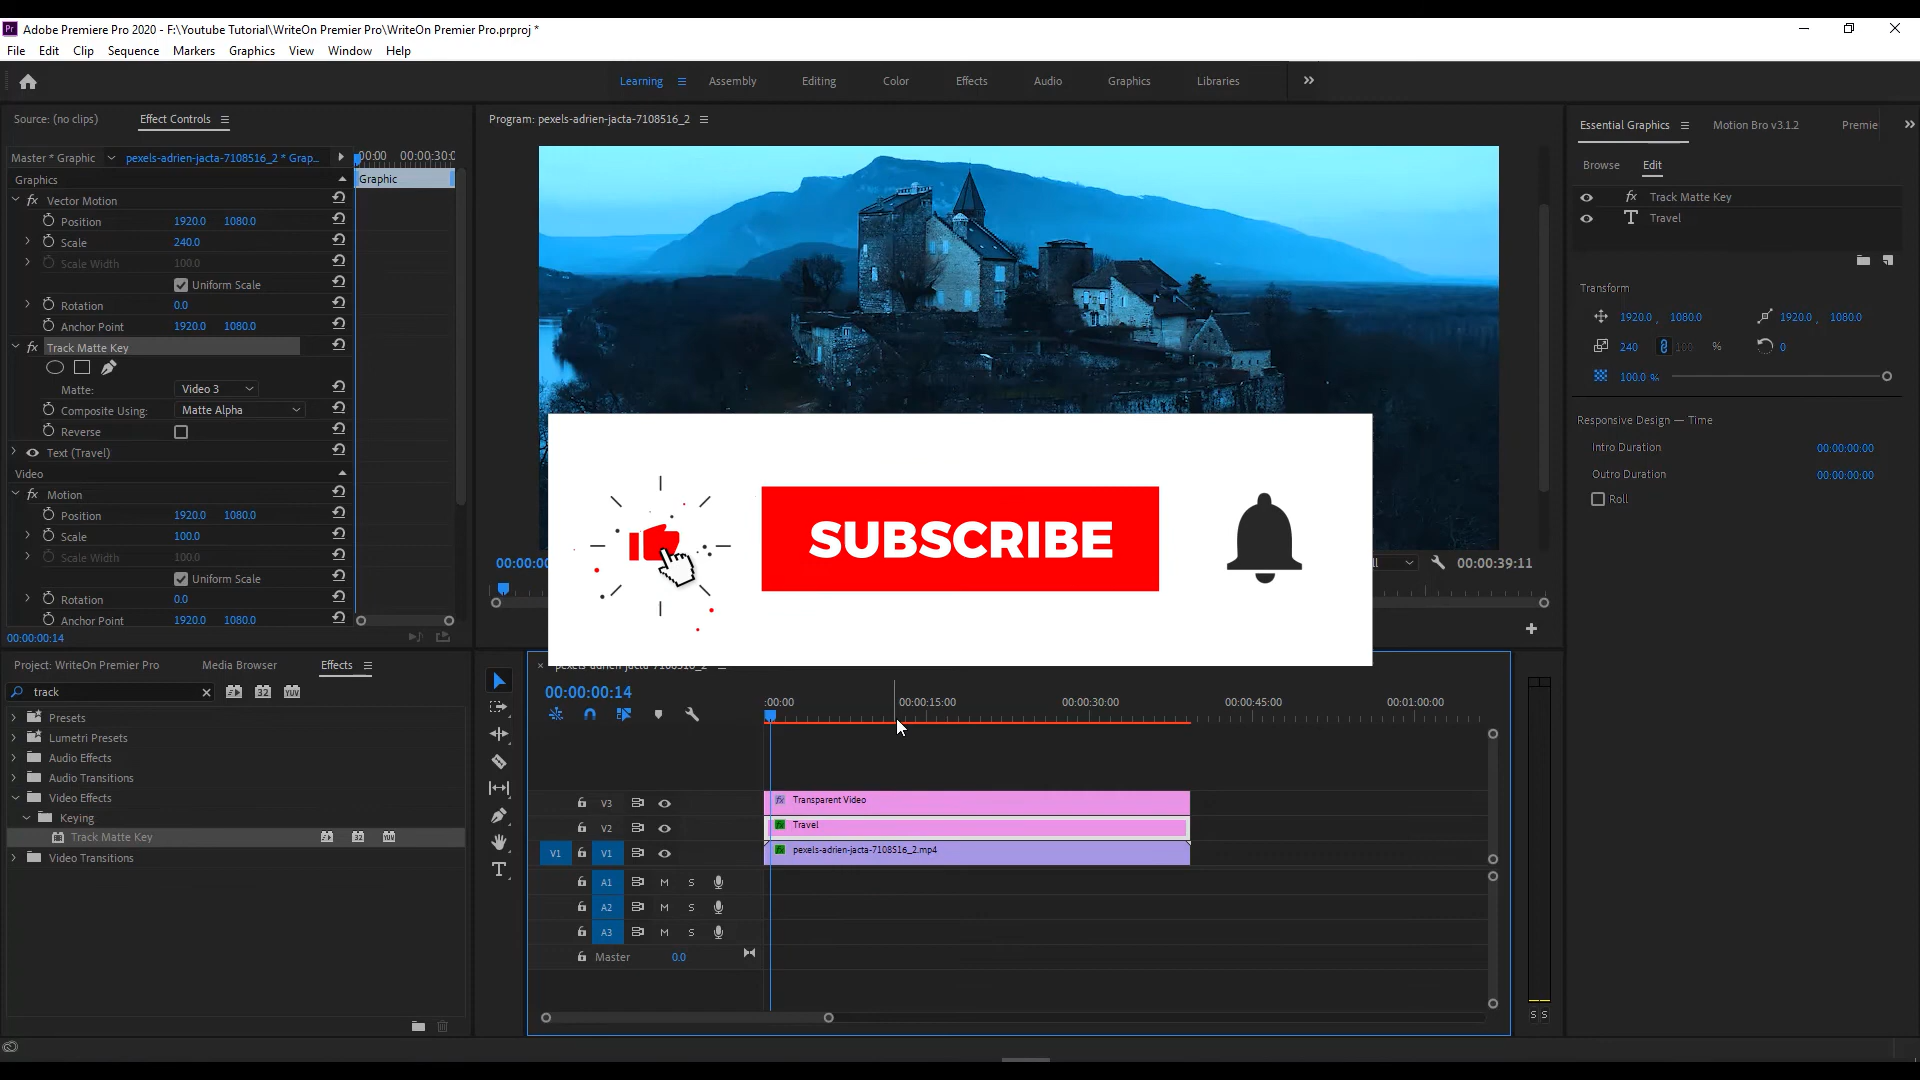 Adobe Premiere Pro 2020 - F:\Youtube Tutorial\WriteOn Premier Pro\WriteOn Premier Pro.prproj *
File Edit Clip Sequence Markers Graphics View Window Help
Learning Assembly Editing Color Effects Audio Graphics Libraries
Source: (no clips) Effect Controls
Master * Graphic pexels-adrien-jacta-7108516_2 * Grap...
:00:00 00:00:30:0
Graphic
Graphics
Vector Motion
Position 1920.0 1080.0
Scale 240.0
Scale Width 100.0
Uniform Scale
Rotation 0.0
Anchor Point 1920.0 1080.0
Track Matte Key
Matte: Video 3
Composite Using: Matte Alpha
Reverse
Text (Travel)
Video
Motion
Position 1920.0 1080.0
Scale 100.0
Scale Width 100.0
Uniform Scale
Rotation 0.0
Anchor Point 1920.0 1080.0
00:00:00:14
Program: pexels-adrien-jacta-7108516_2
SUBSCRIBE
00:00:39:11
Essential Graphics Motion Bro v3.1.2 Premie
Browse Edit
Track Matte Key
Travel
Transform
1920.0 , 1080.0 1920.0 , 1080.0
240 100 % 0
100.0 %
Responsive Design — Time
Intro Duration 00:00:00:00
Outro Duration 00:00:00:00
Roll
Project: WriteOn Premier Pro Media Browser Effects
track
32 YUV
Presets
Lumetri Presets
Audio Effects
Audio Transitions
Video Effects
Keying
Track Matte Key 32 YUV
Video Transitions
pexels-adrien-jacta-7108516_2
00:00:00:14
:00:00 00:00:15:00 00:00:30:00 00:00:45:00 00:01:00:00
V3 fx Transparent Video
V2 fx Travel
V1 V1 fx pexels-adrien-jacta-7108516_2.mp4
A1 M S
A2 M S
A3 M S
Master 0.0
S S